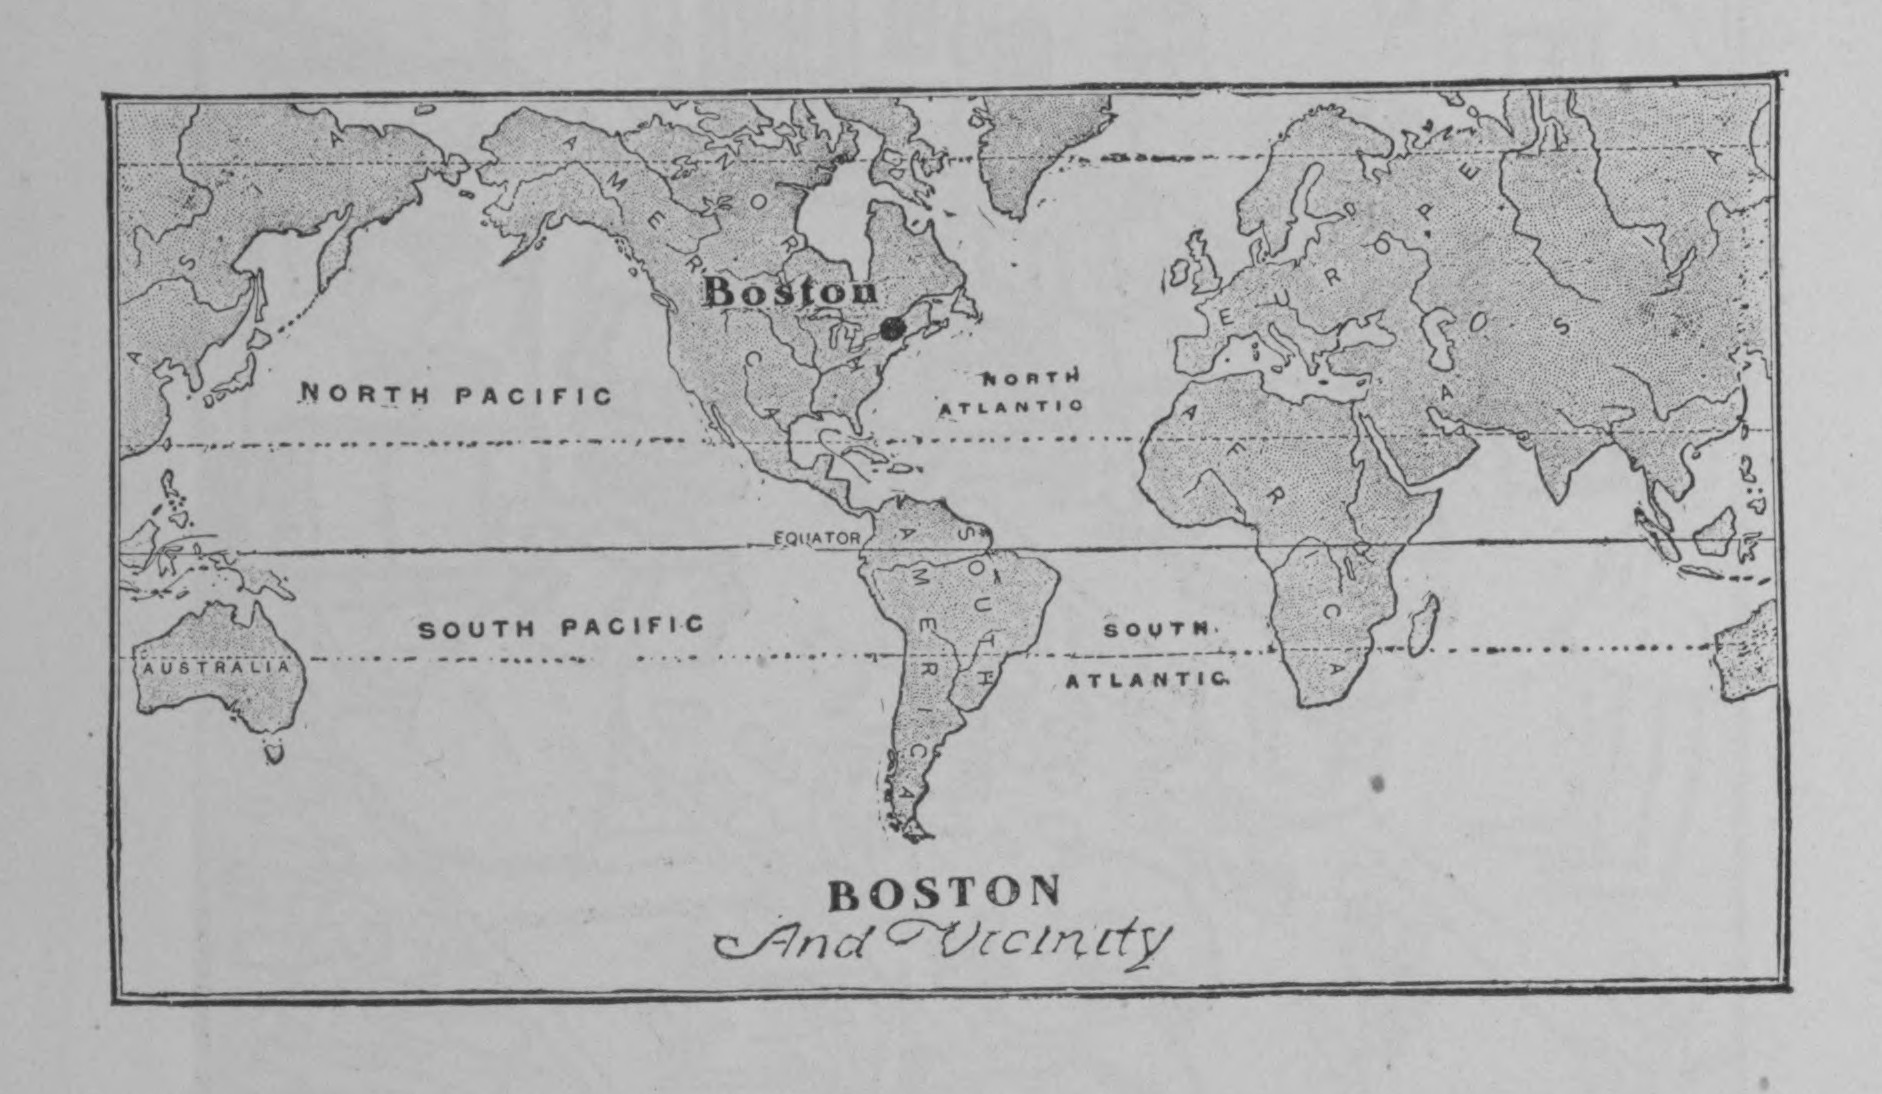 ASIA
NORTH
AMERICA
Boston
EUROPE
ASIA
NORTH PACIFIC
NORTH
ATLANTIC
AFRICA
EQUATOR
SOUTH
AMERICA
SOUTH PACIFIC
SOUTH
ATLANTIC
AUSTRALIA
BOSTON
And Vicinity